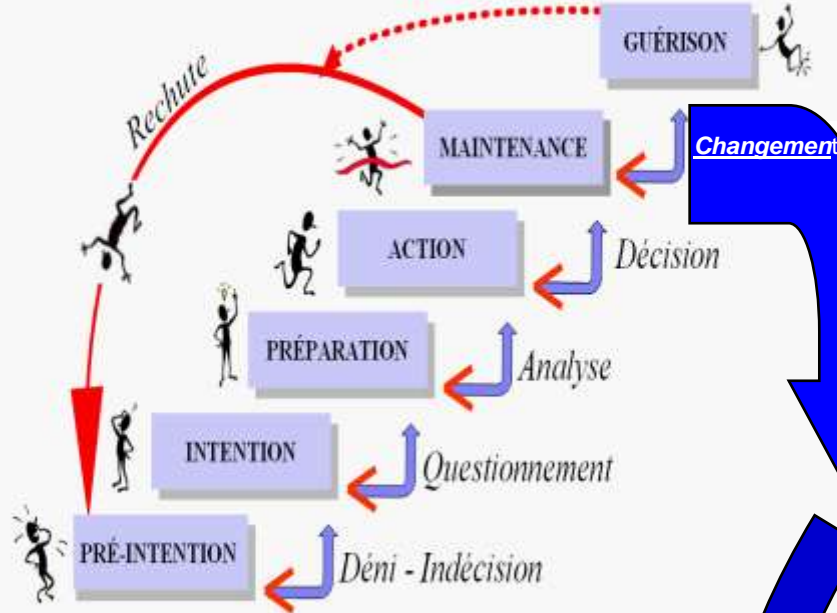 GUÉRISON
Rechute
MAINTENANCE
Changement
ACTION
Décision
PRÉPARATION
Analyse
INTENTION
Questionnement
PRÉ-INTENTION
Déni - Indécision